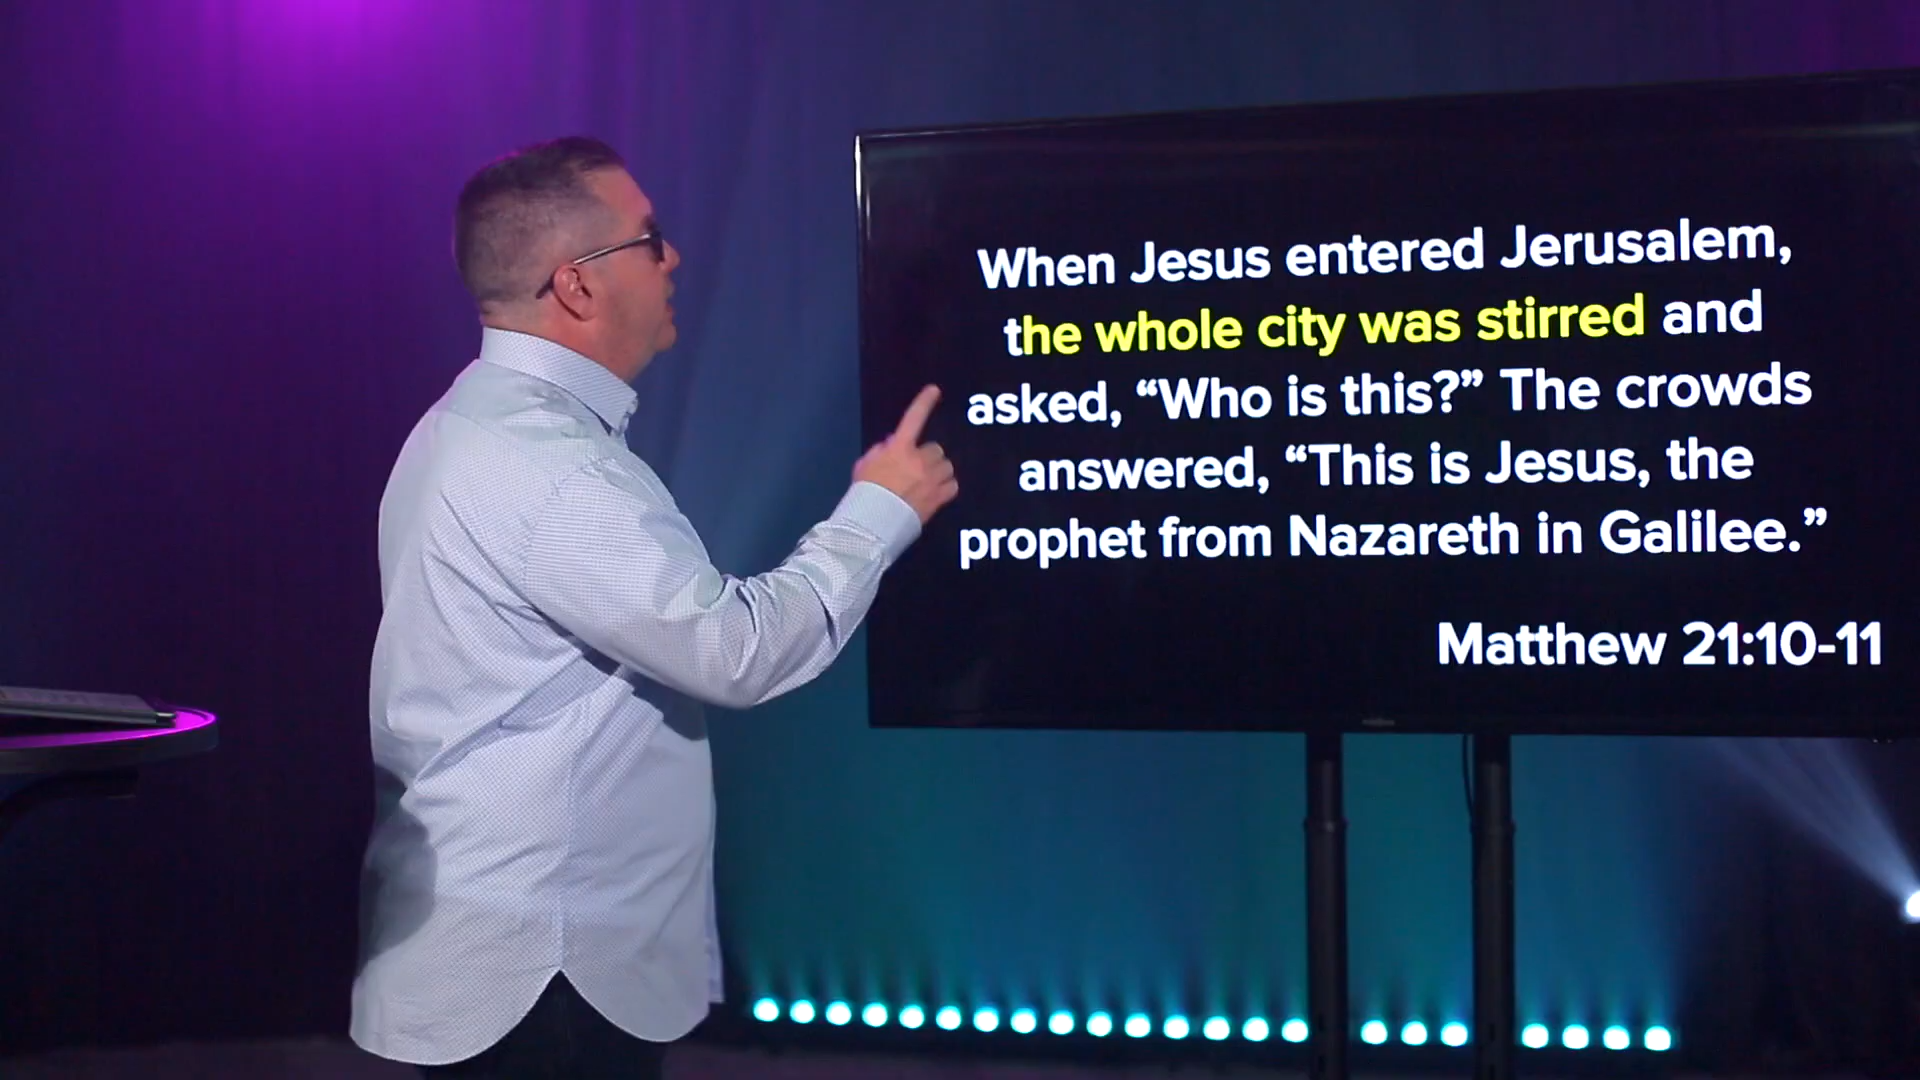 When Jesus entered Jerusalem,
the whole city was stirred and
asked, “Who is this?” The crowds
answered, “This is Jesus, the
prophet from Nazareth in Galilee.”
Matthew 21:10-11